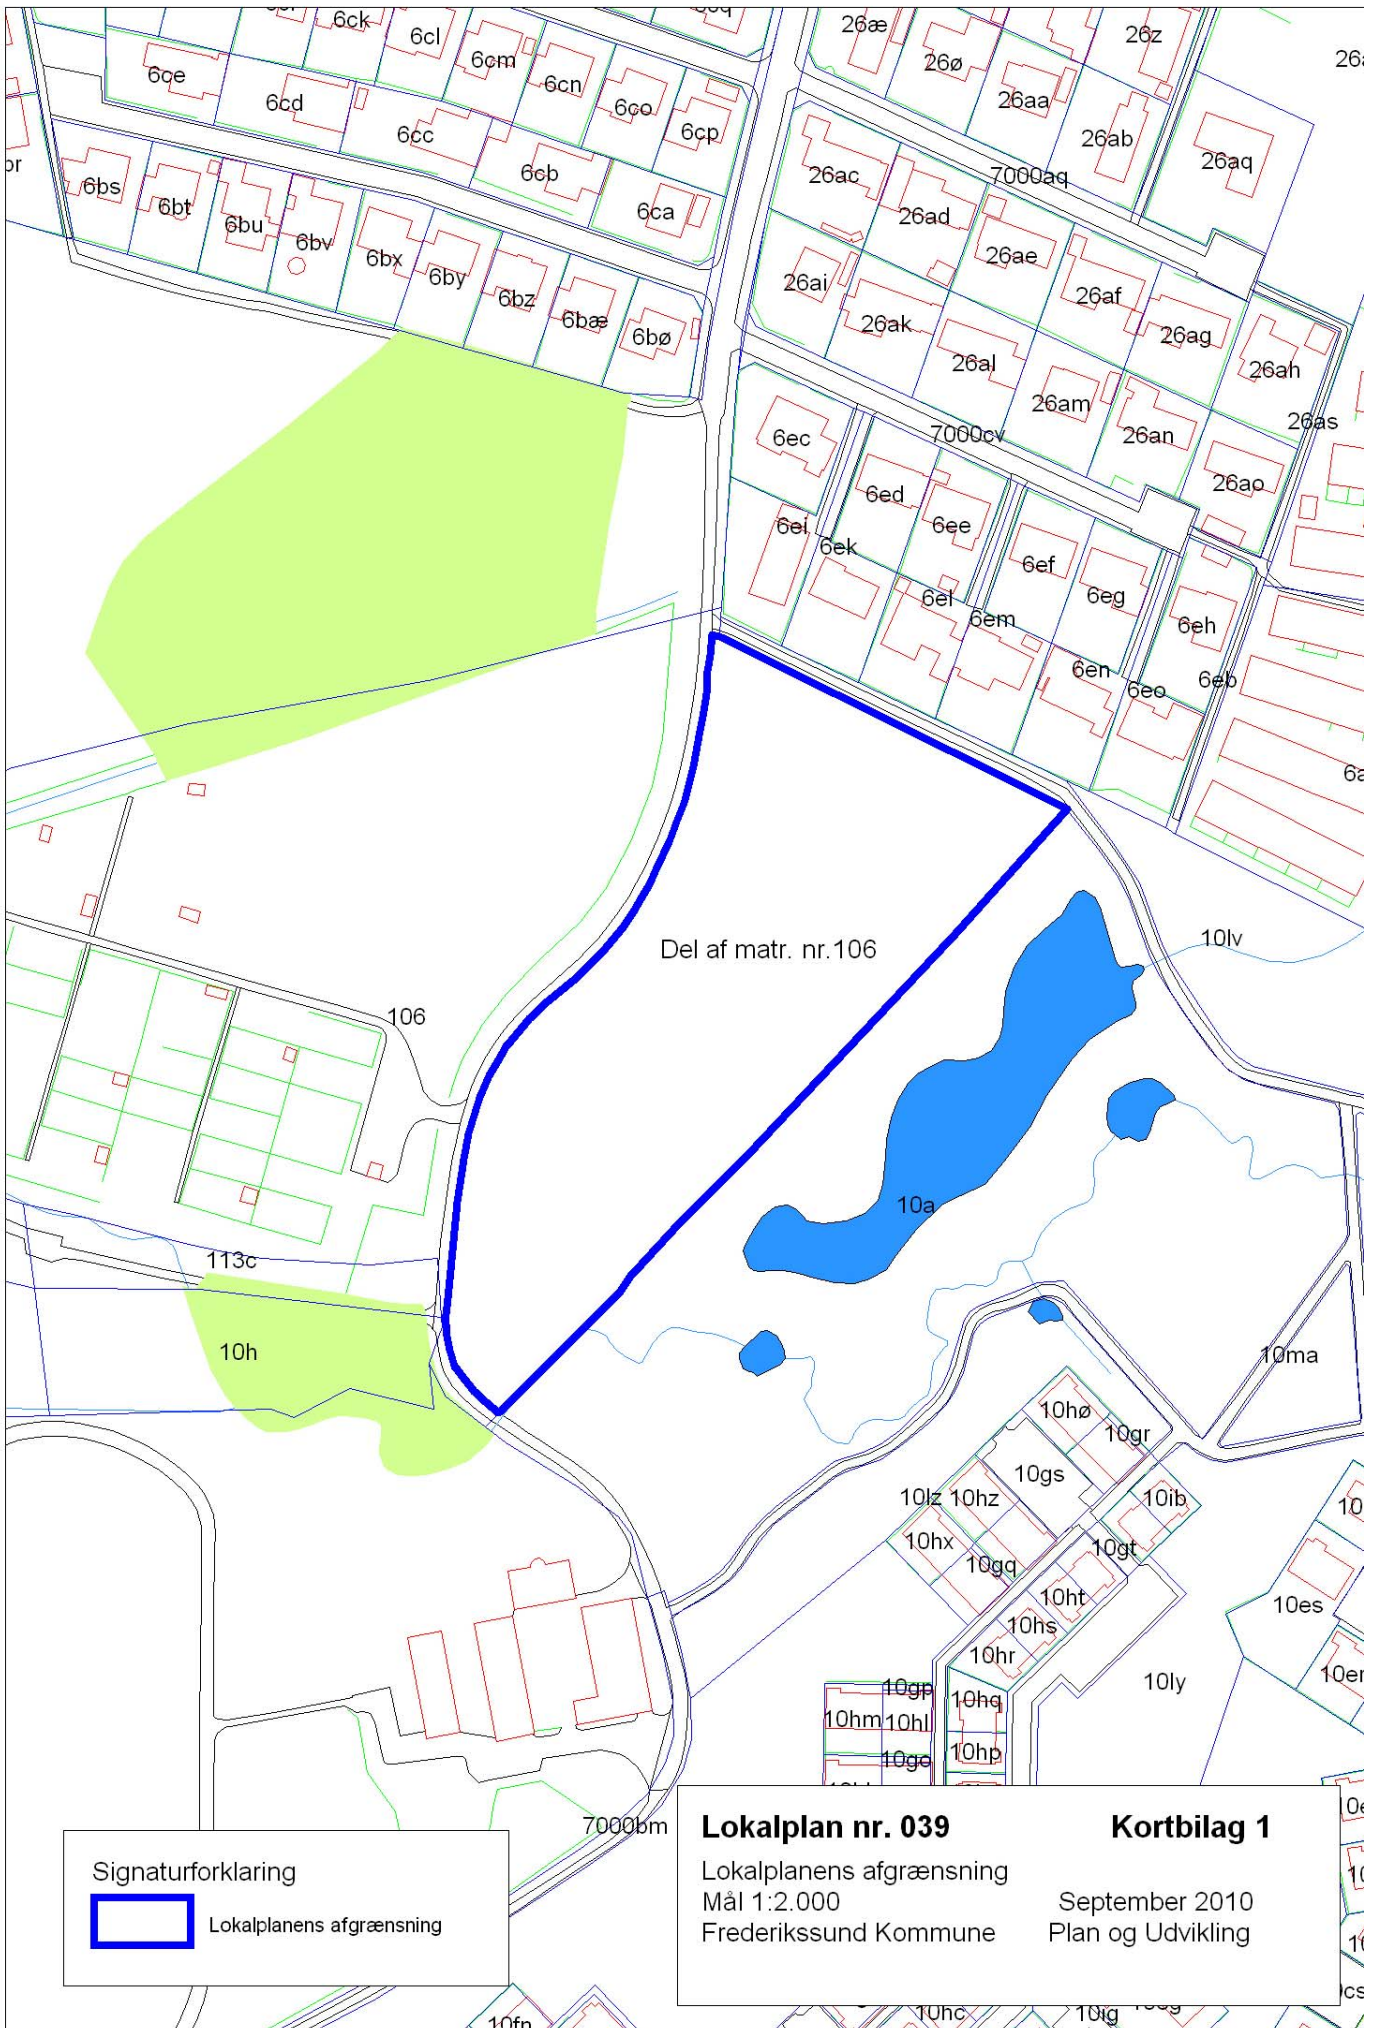 6ck
6cl
6cm
6cn
6co
6cp
6ce
6cd
6cc
6cb
6ca
6bs
6bt
6bu
6bv
6bx
6by
6bz
6bæ
6bø
26æ
26ø
26z
26aa
26ab
26aq
26ac
7000aq
26ad
26ae
26ai
26af
26ak
26ag
26al
26ah
26am
26as
26an
26ao
7000cv
6ec
6ed
6ee
6ei
6ek
6ef
6eg
6el
6em
6eh
6en
6eo
6eb
Del af matr. nr.106
10lv
106
10a
113c
10h
10ma
10hø
10gr
10gs
10lz
10hz
10ib
10hx
10gq
10gt
10ht
10hs
10hr
10es
10ly
10gp
10hq
10hm
10hl
10hp
10go
7000bm
Signaturforklaring
Lokalplanens afgrænsning
Lokalplan nr. 039 Kortbilag 1
Lokalplanens afgrænsning
Mål 1:2.000 September 2010
Frederikssund Kommune Plan og Udvikling
10fn
10hc
10ig